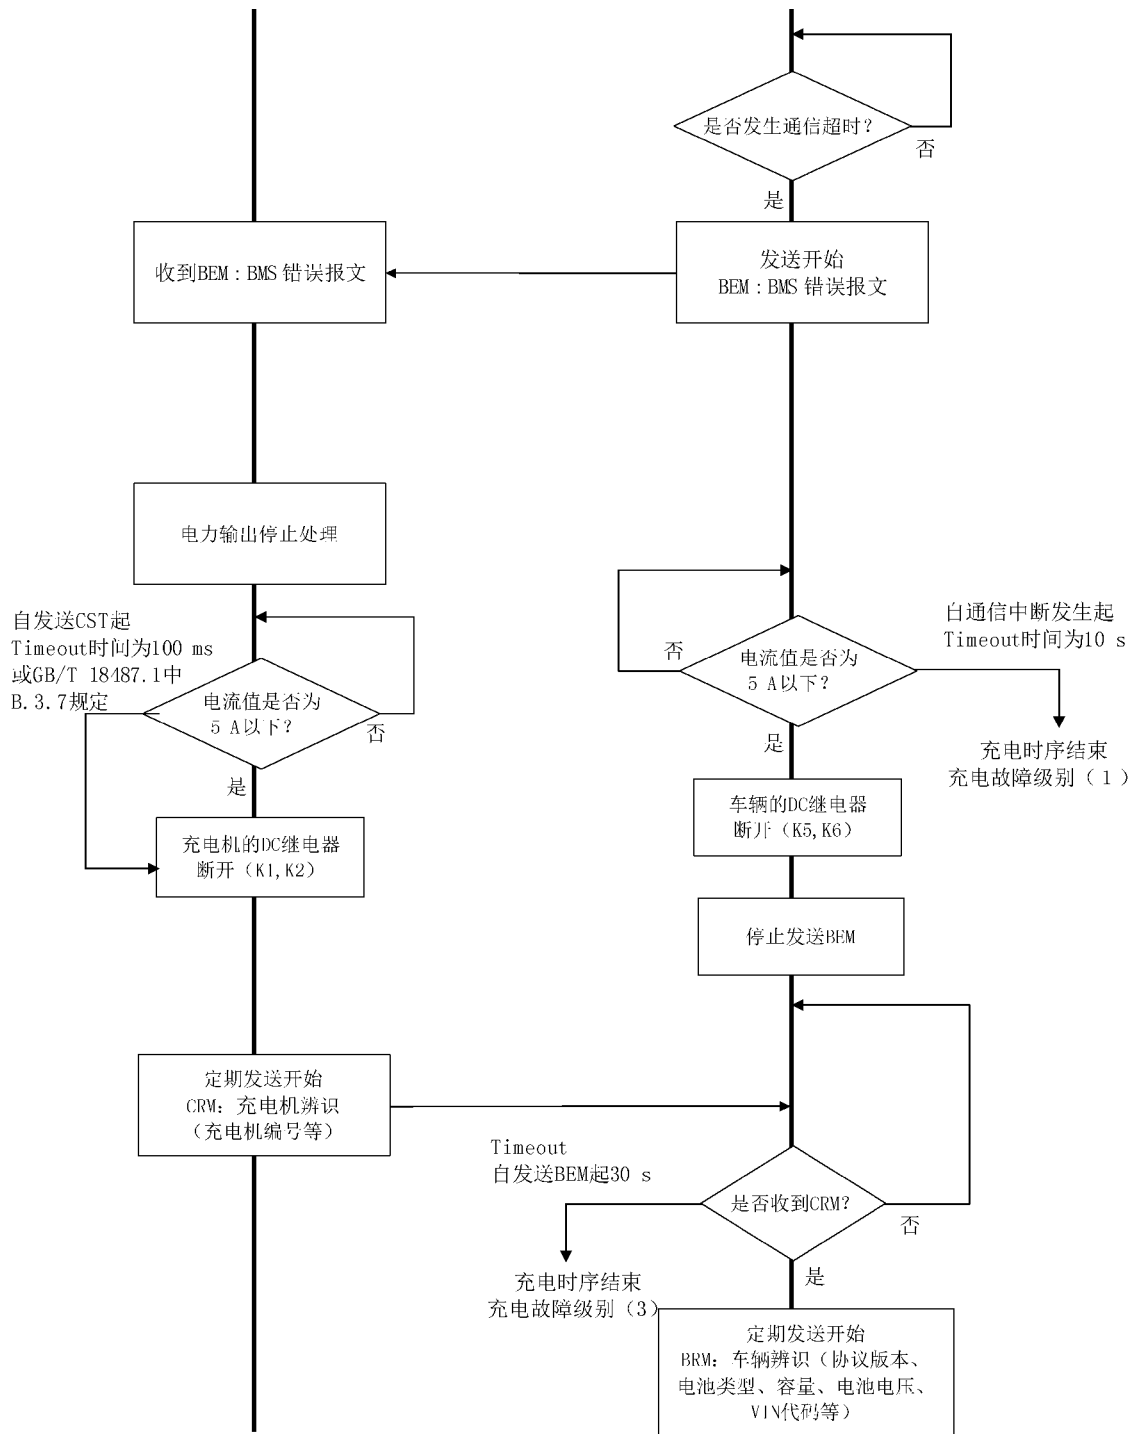 是否发生通信超时?
否
是
收到BEM:BMS 错误报文
发送开始
BEM:BMS 错误报文
电力输出停止处理
自发送CST起
Timeout时间为100 ms
或GB/T 18487.1中
B.3.7规定
电流值是否为
5 A以下?
否
是
充电机的DC继电器
断开（K1,K2）
否
电流值是否为
5 A以下?
白通信中断发生起
Timeout时间为10 s
充电时序结束
充电故障级别（1）
是
车辆的DC继电器
断开（K5,K6）
停止发送BEM
定期发送开始
CRM: 充电机辨识
（充电机编号等）
Timeout
白发送BEM起30 s
是否收到CRM?
否
充电时序结束
充电故障级别（3）
是
定期发送开始
BRM: 车辆辨识（协议版本、
电池类型、容量、电池电压、
VIN代码等）